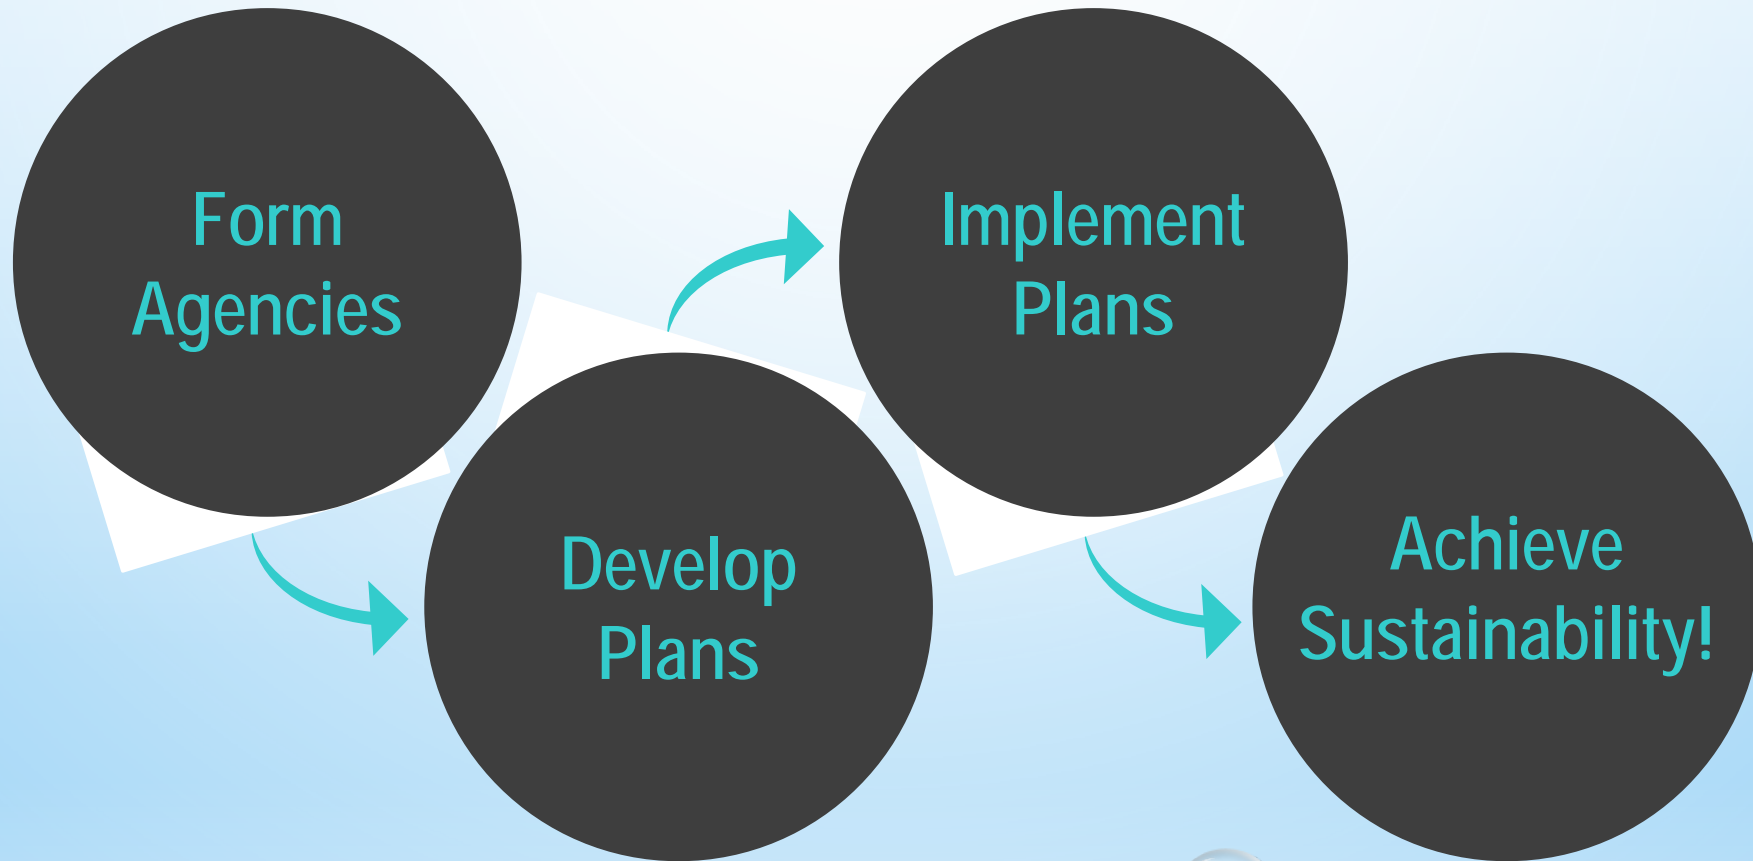 Form
Agencies
Develop
Plans
Implement
Plans
Achieve
Sustainability!